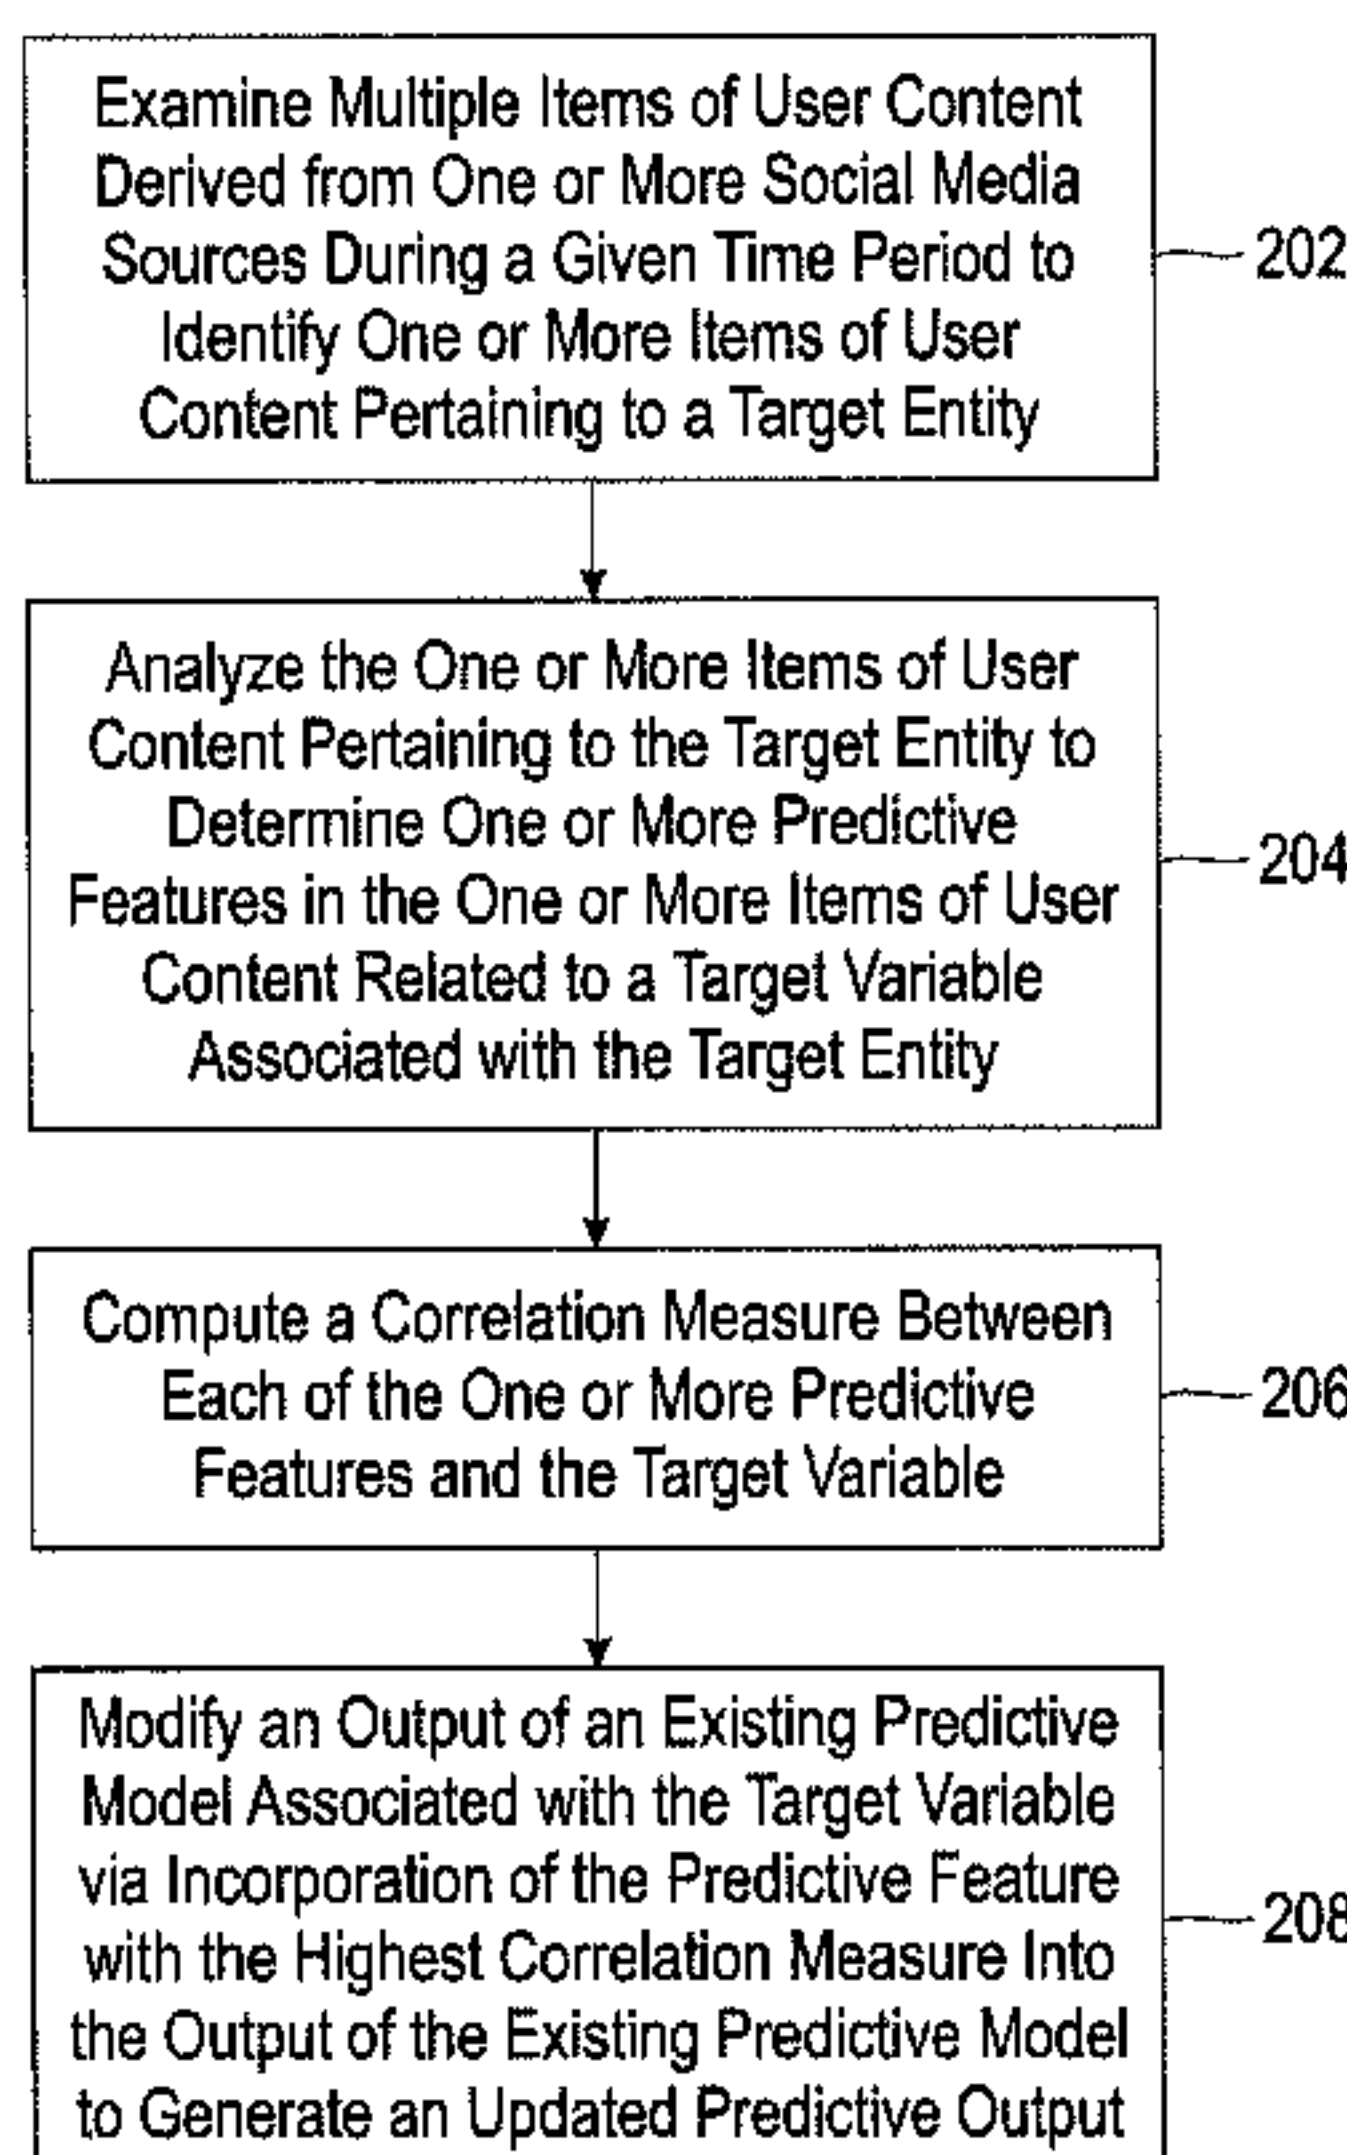 Examine Multiple Items of User Content
Derived from One or More Social Media
Sources During a Given Time Period to
Identify One or More Items of User
Content Pertaining to a Target Entity
202
Analyze the One or More Items of User
Content Pertaining to the Target Entity to
Determine One or More Predictive
Features in the One or More Items of User
Content Related to a Target Variable
Associated with the Target Entity
204
Compute a Correlation Measure Between
Each of the One or More Predictive
Features and the Target Variable
206
Modify an Output of an Existing Predictive
Model Associated with the Target Variable
via Incorporation of the Predictive Feature
with the Highest Correlation Measure Into
the Output of the Existing Predictive Model
to Generate an Updated Predictive Output
208